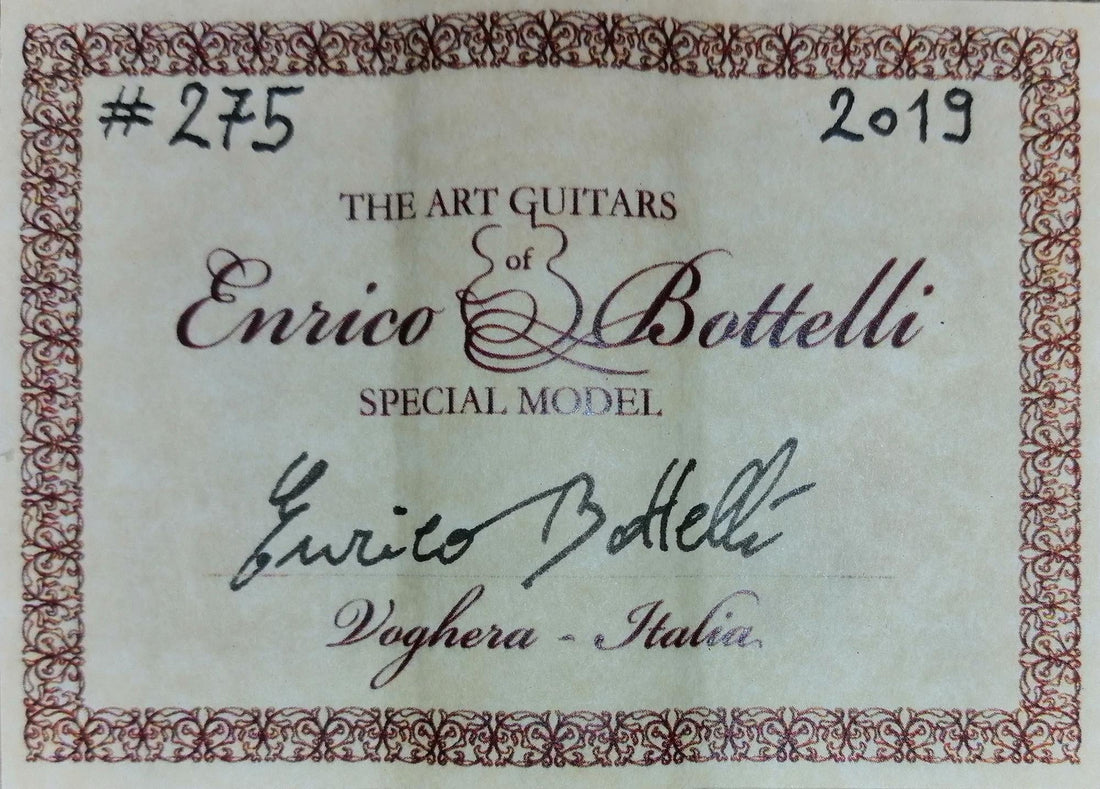 #275 2019
THE ART GUITARS
of
Enrico Bottelli
SPECIAL MODEL
Enrico Bottelli
Voghera - Italia